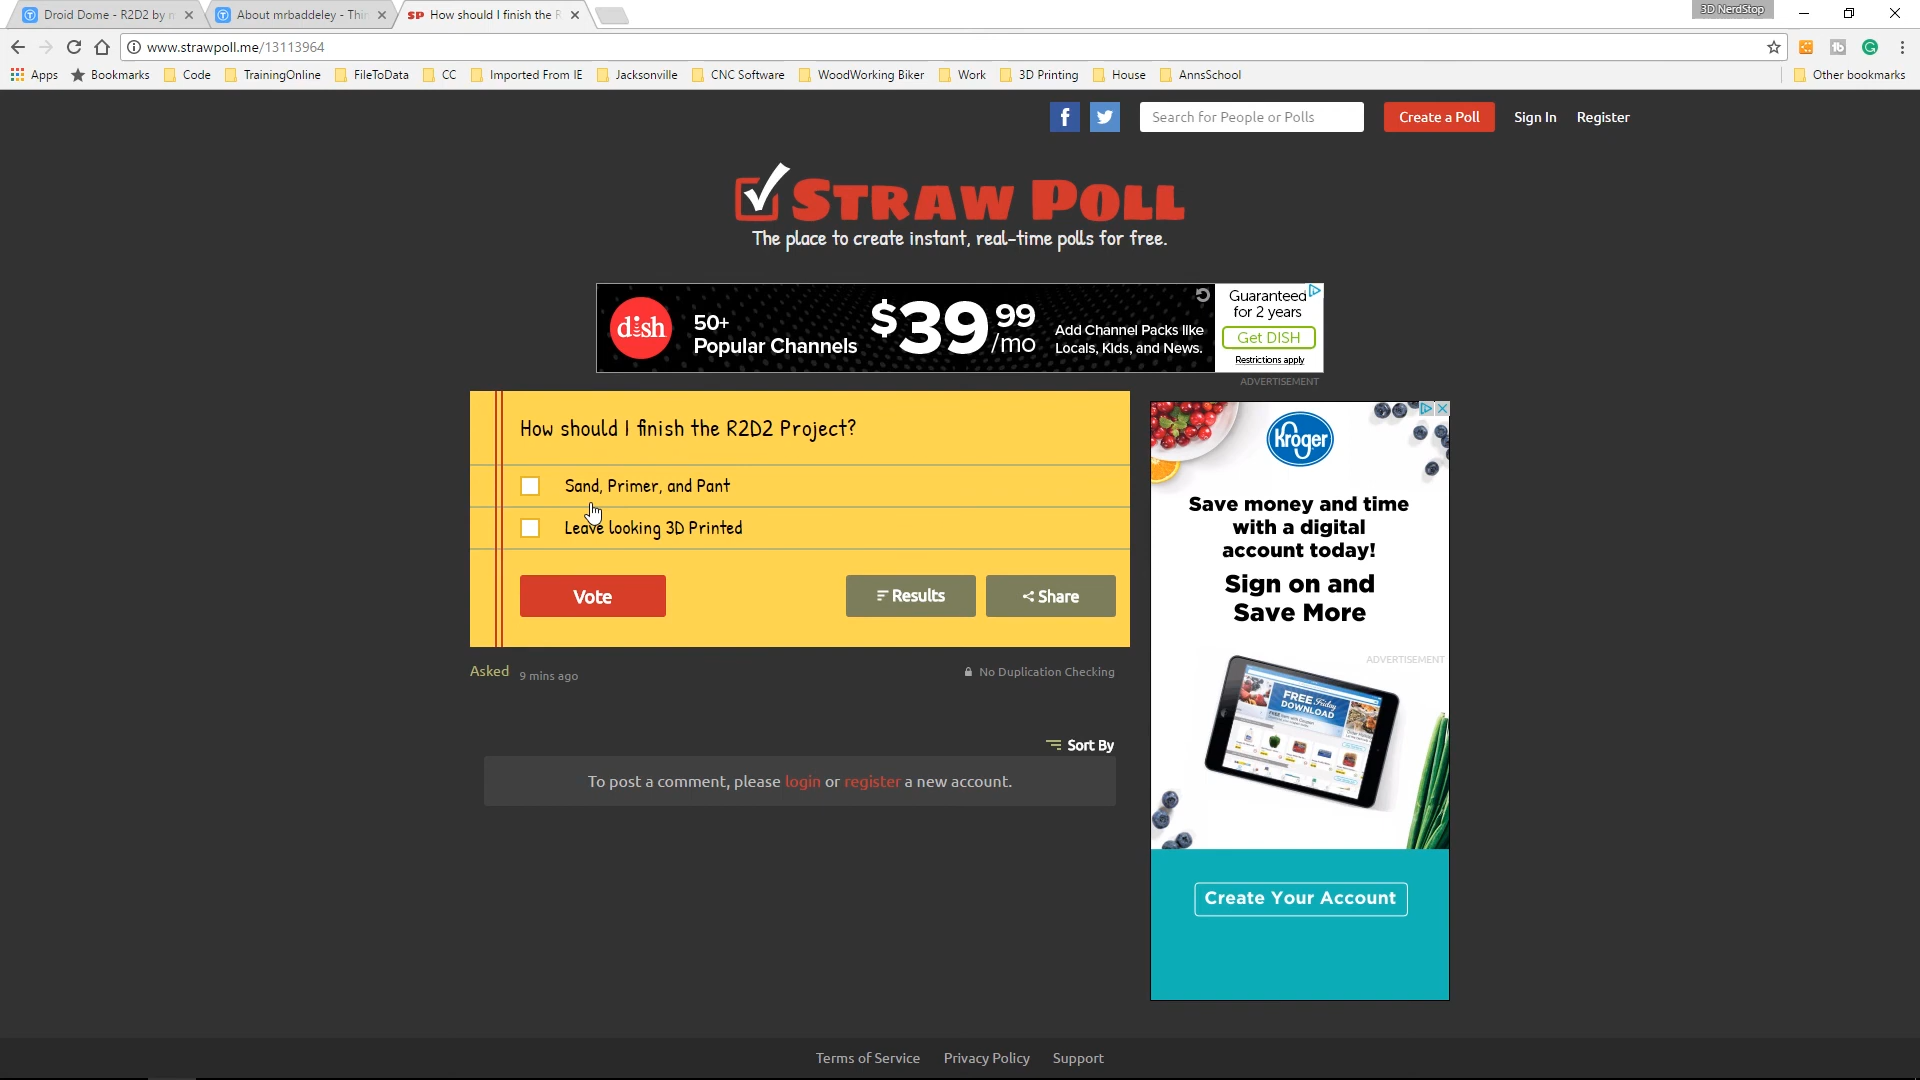 Droid Dome - R2D2 by m
About mrbaddeley - Thin
SP How should I finish the R
3D NerdStop
www.strawpoll.me/13113964
Apps
Bookmarks
Code
TrainingOnline
FileToData
CC
Imported From IE
Jacksonville
CNC Software
WoodWorking Biker
Work
3D Printing
House
AnnsSchool
Other bookmarks
f
Search for People or Polls
Create a Poll
Sign In
Register
STRAW POLL
The place to create instant, real-time polls for free.
dish
50+
Popular Channels
$39 99 /mo
Add Channel Packs like
Locals, Kids, and News.
Guaranteed
for 2 years
Get DISH
Restrictions apply
ADVERTISEMENT
How should I finish the R2D2 Project?
Sand, Primer, and Pant
Leave looking 3D Printed
Vote
Results
Share
Asked 9 mins ago
No Duplication Checking
Sort By
To post a comment, please login or register a new account.
Kroger
Save money and time
with a digital
account today!
Sign on and
Save More
ADVERTISEMENT
FREE Friday
DOWNLOAD
Create Your Account
Terms of Service
Privacy Policy
Support